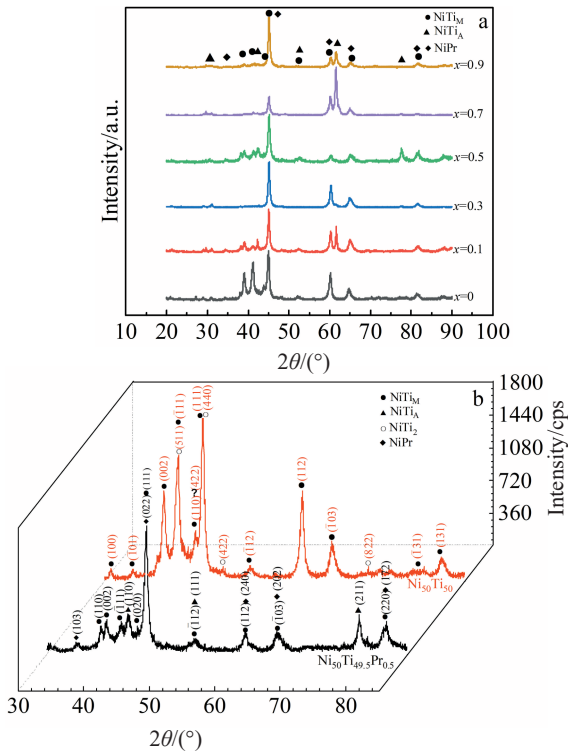 a
● NiTiM
▲ NiTiA
◆ NiPr
x=0.9
x=0.7
x=0.5
x=0.3
x=0.1
x=0
Intensity/a.u.
10 20 30 40 50 60 70 80 90 100
2θ/(°)
b
● NiTiM
▲ NiTiA
○ NiTi2
◆ NiPr
1800
1440
1080
720
360
Intensity/cps
(100)
(101)
(002)
(511)
(111)
(111)
(440)
(422)
(422)
(112)
(112)
(103)
(822)
(131)
(131)
Ni50Ti50
(103)
(110)
(002)
(111)
(110)
(020)
(022)
(111)
(112)
(111)
(112)
(240)
(103)
(202)
(211)
(220)
(172)
Ni50Ti49.5Pr0.5
30 40 50 60 70 80
2θ/(°)